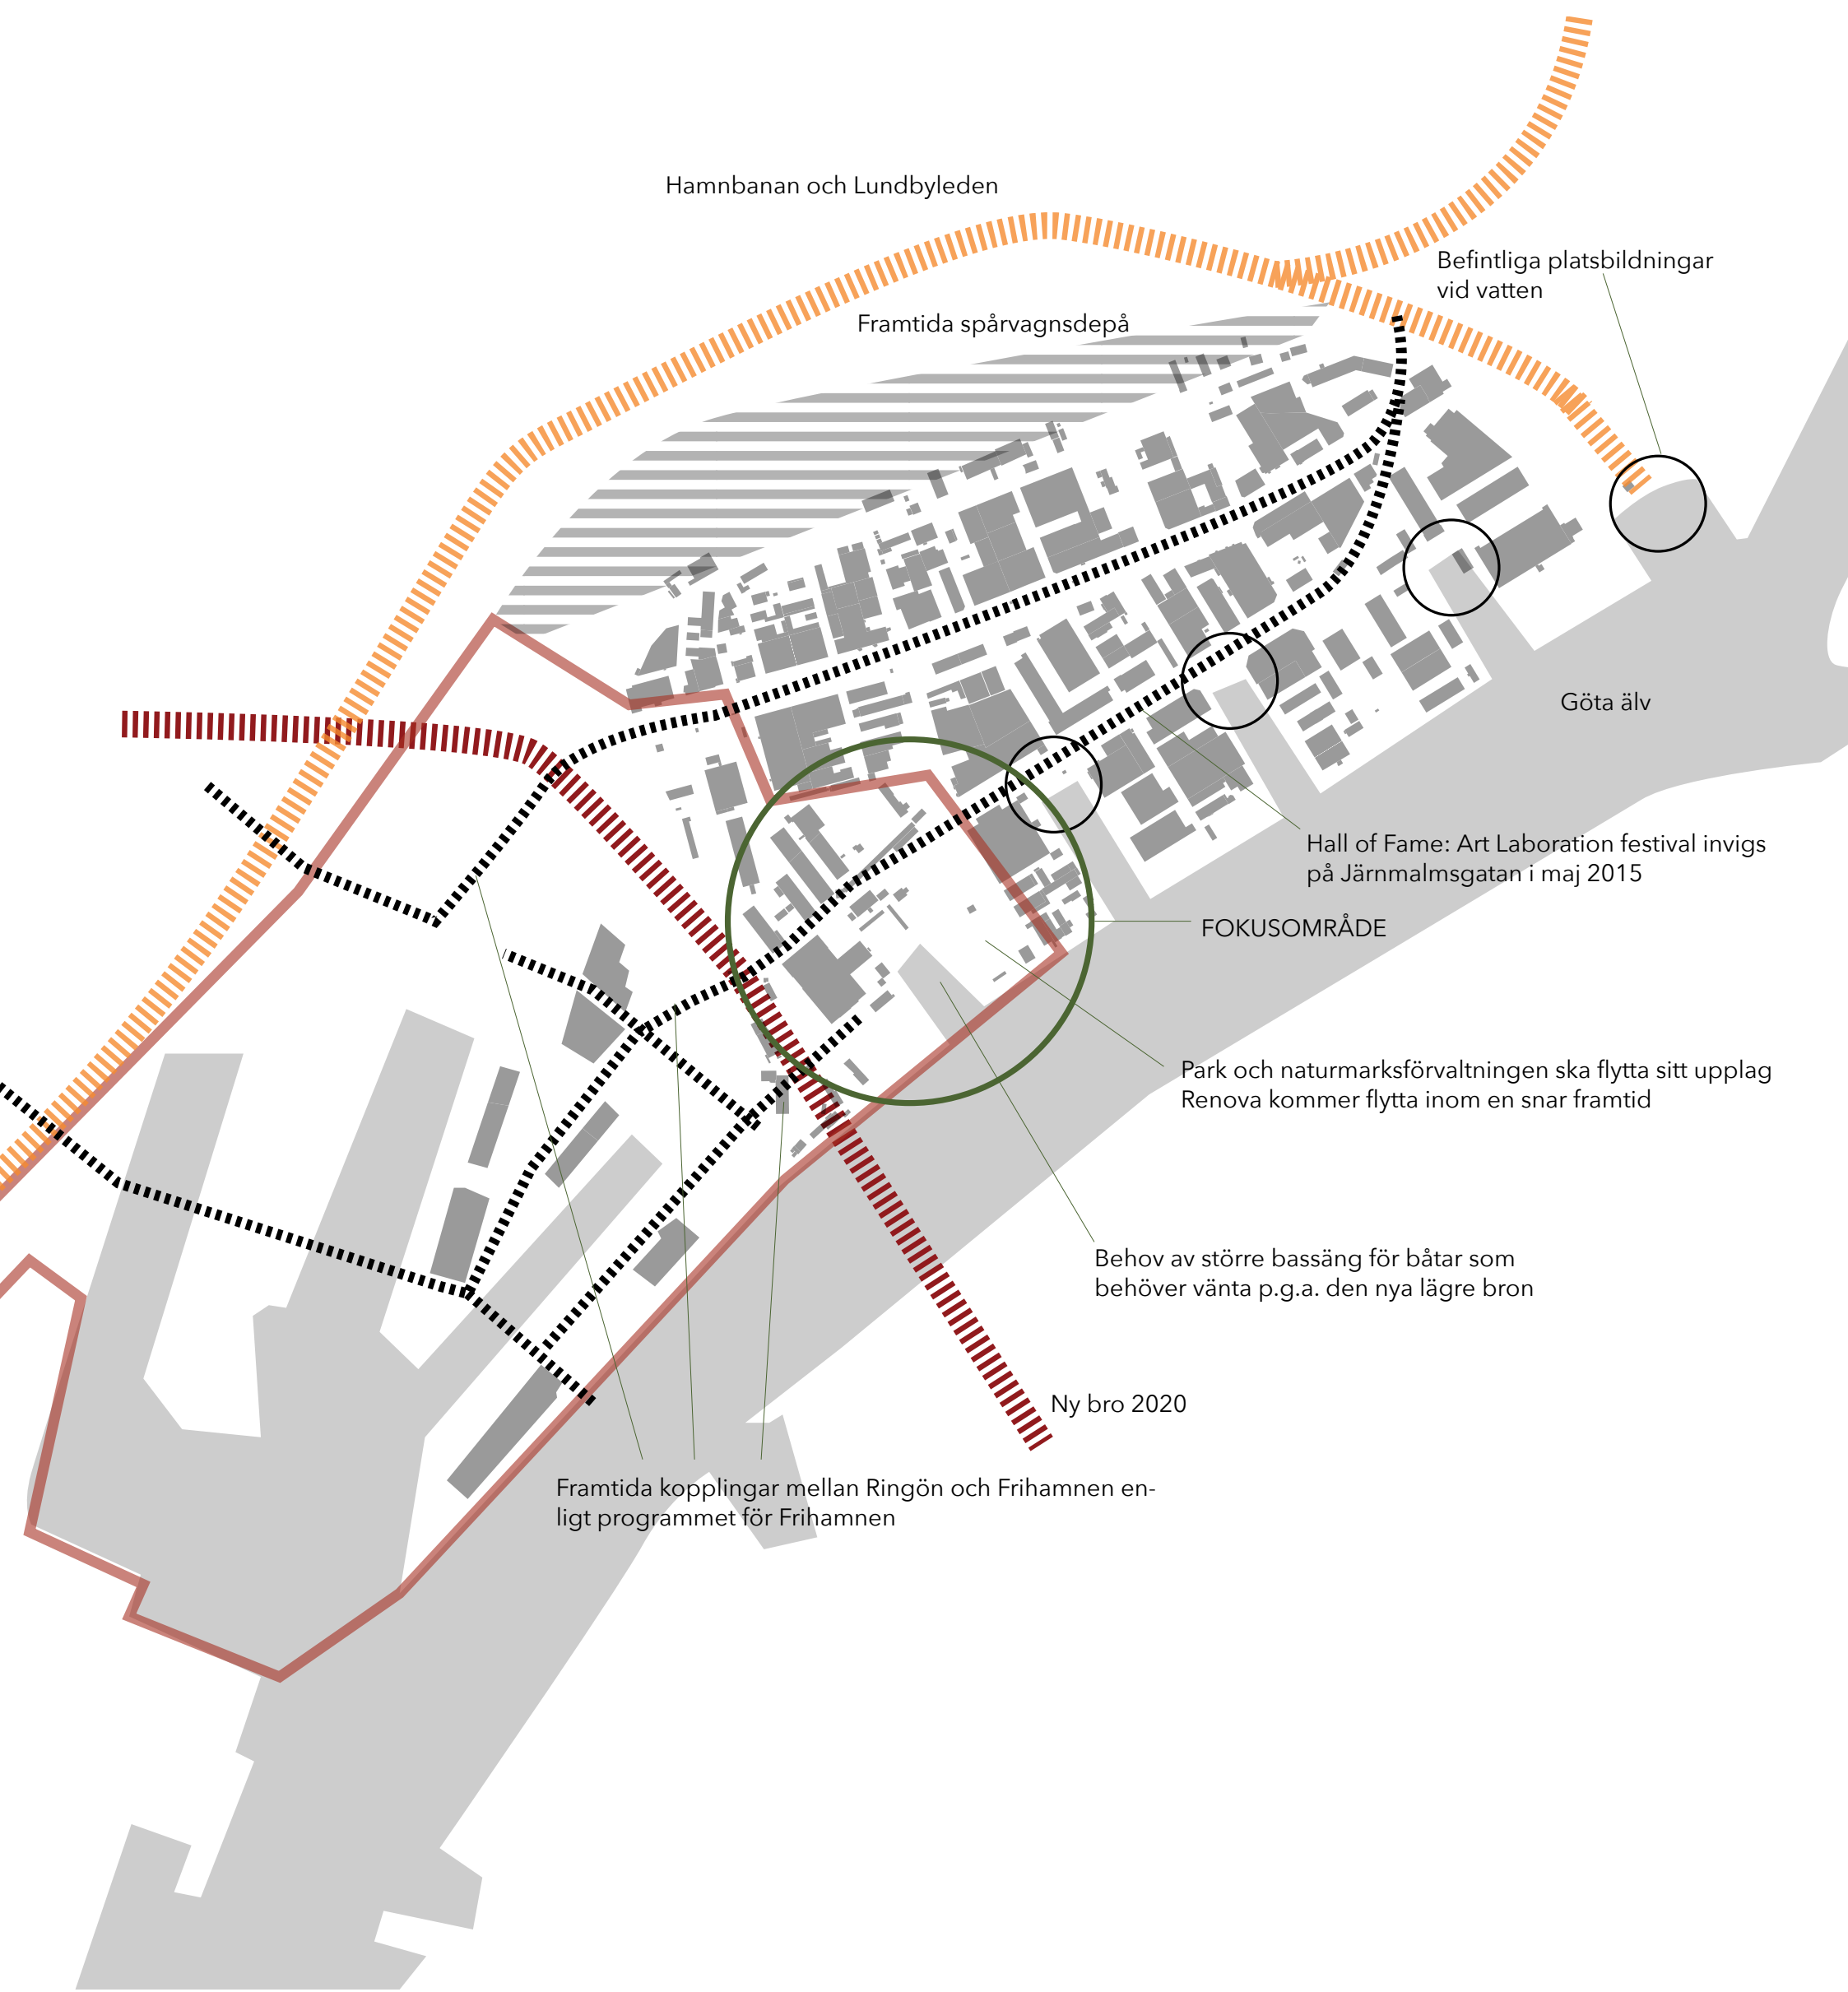 Hamnbanan och Lundbyleden
Befintliga platsbildningar
vid vatten
Framtida spårvagnsdepå
Göta älv
Hall of Fame: Art Laboration festival invigs
på Järnmalmsgatan i maj 2015
FOKUSOMRÅDE
Park och naturmarksförvaltningen ska flytta sitt upplag
Renova kommer flytta inom en snar framtid
Behov av större bassäng för båtar som
behöver vänta p.g.a. den nya lägre bron
Ny bro 2020
Framtida kopplingar mellan Ringön och Frihamnen en-
ligt programmet för Frihamnen